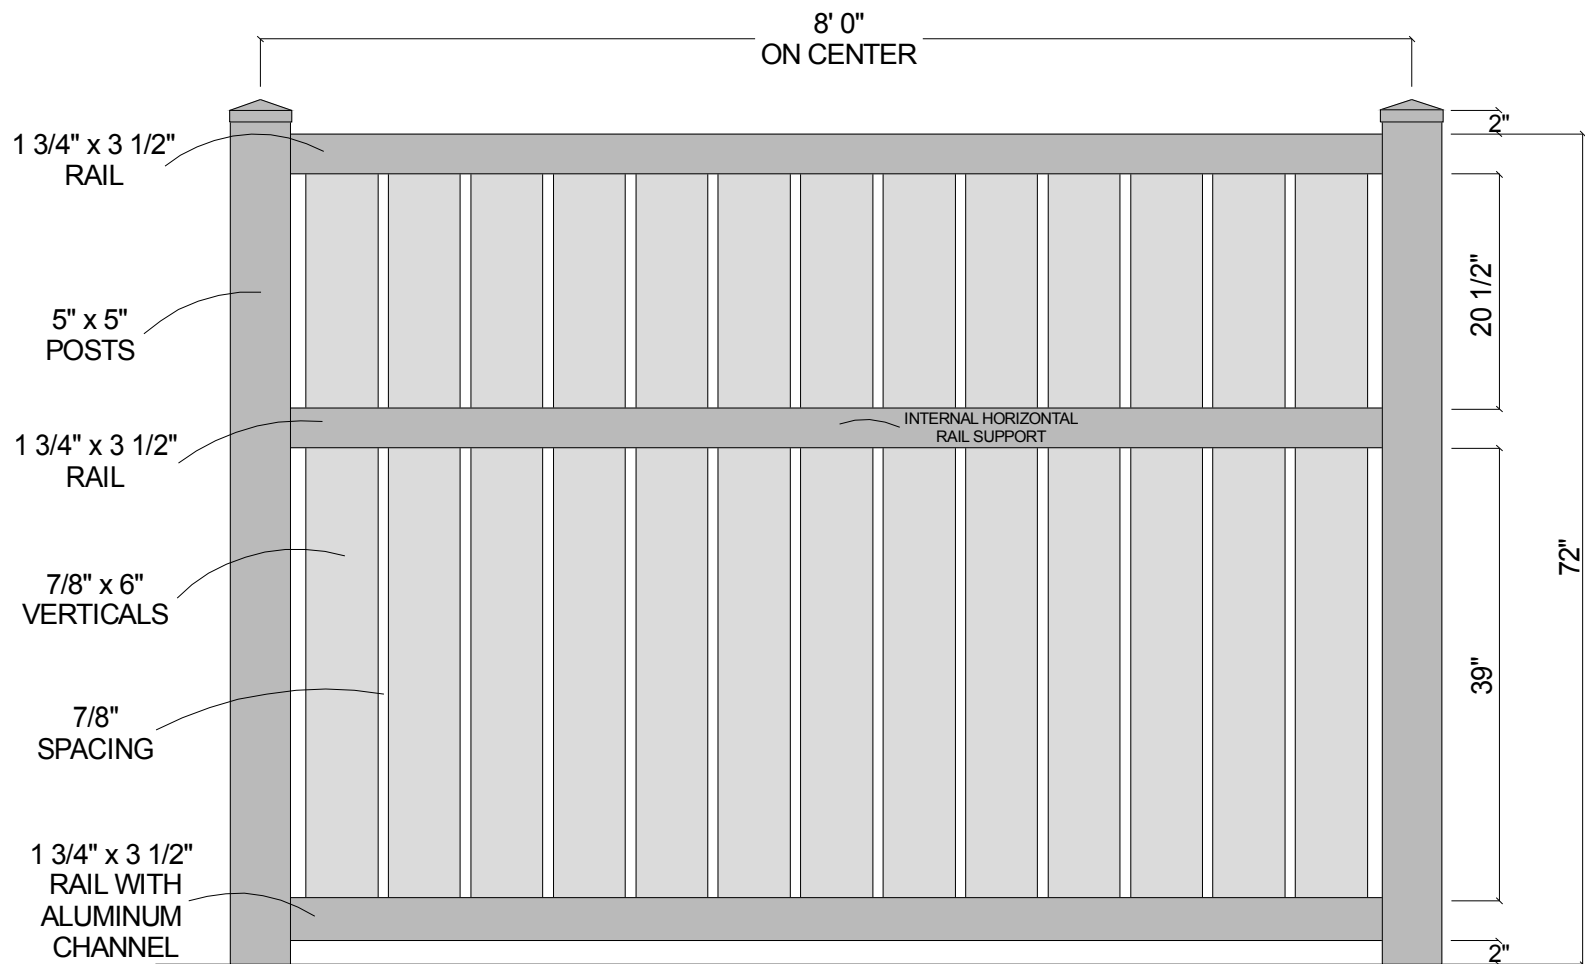 8' 0"
ON CENTER
2"
1 3/4" x 3 1/2"
RAIL
20 1/2"
5" x 5"
POSTS
INTERNAL HORIZONTAL
RAIL SUPPORT
1 3/4" x 3 1/2"
RAIL
72"
7/8" x 6"
VERTICALS
39"
7/8"
SPACING
1 3/4" x 3 1/2"
RAIL WITH
ALUMINUM
CHANNEL
2"